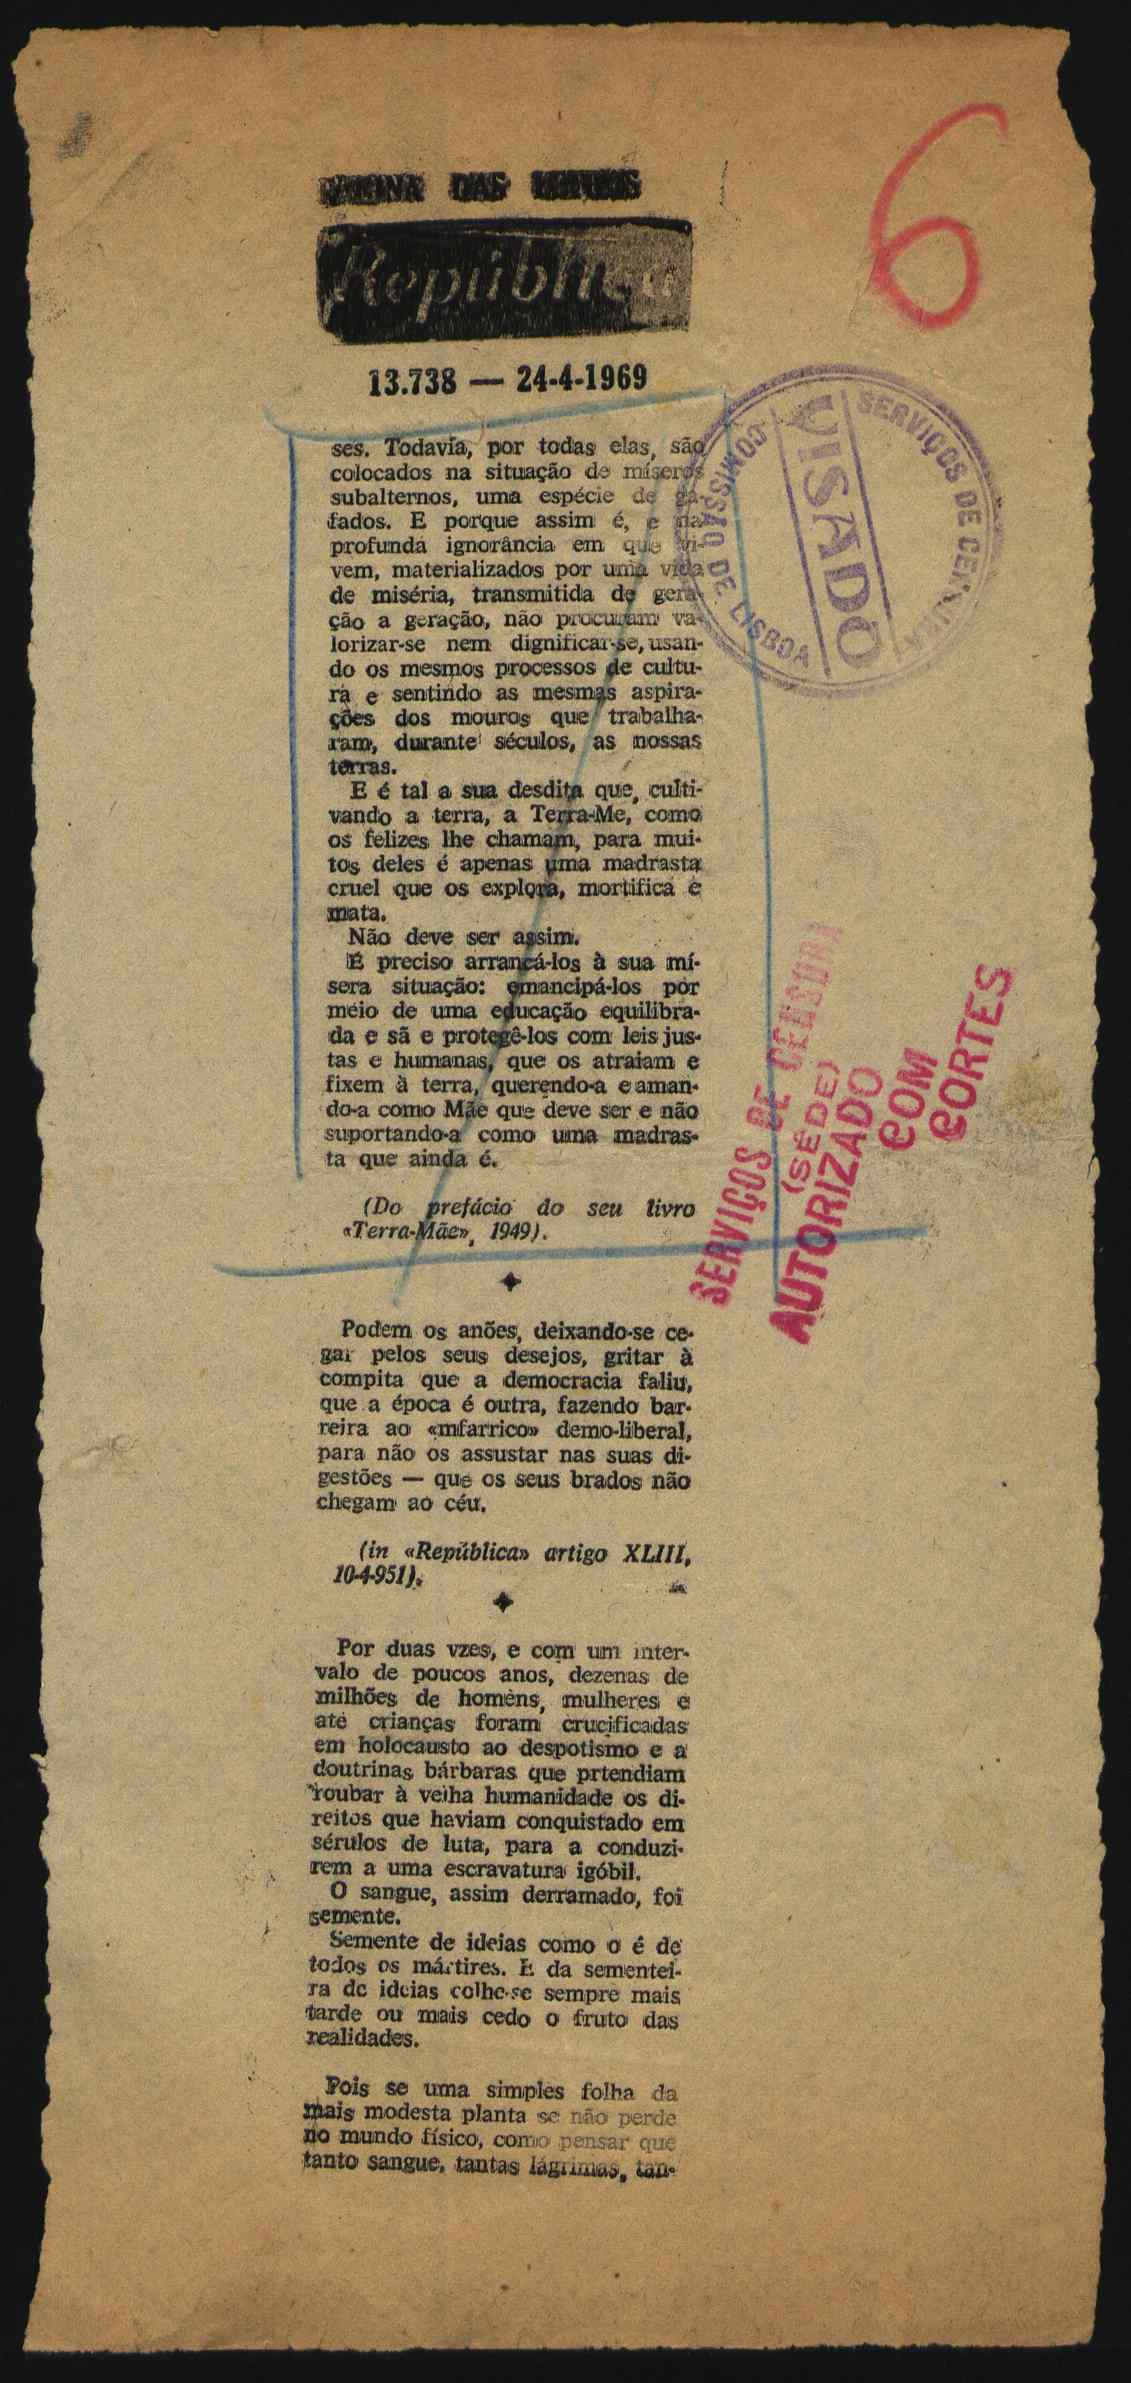 6
PAGINA DAS
República
13.738 — 24-4-1969
SERVIÇOS DE CENSURA
COMISSÃO DE LISBOA
VISADO
ses. Todavía, por todas elas, são
colocados na situação de míseros
subalternos, uma espécie de ga-
fados. E porque assim é, e na
profunda ignorância em que vi-
vem, materializados por uma vida
de miséria, transmitida de gera-
ção a geração, não procuram va-
lorizar-se nem dignificar-se, usan-
do os mesmos processos de cultu-
ra e sentindo as mesmas aspira-
ções dos mouros que trabalha-
ram, durante séculos, as nossas
terras.
E é tal a sua desdita que, culti-
vando a terra, a Terra-Me, como
os felizes lhe chamam, para mui-
tos deles é apenas uma madrasta
cruel que os explora, mortifica e
mata.
Não deve ser assim.
É preciso arrancá-los à sua mí-
sera situação: emancipá-los por
meio de uma educação equilibra-
da e sã e protegê-los com leis jus-
tas e humanas, que os atraiam e
fixem à terra, querendo-a e aman-
do-a como Mãe que deve ser e não
suportando-a como uma madras-
ta que ainda é.
(Do prefácio do seu livro
«Terra-Mãe», 1949).
SERVIÇOS DE CENSURA
(SÉDE)
AUTORIZADO
COM
CORTES
Podem os anões, deixando-se ce-
gar pelos seus desejos, gritar à
compita que a democracia faliu,
que a época é outra, fazendo bar-
reira ao «mfarrico» demo-liberal,
para não os assustar nas suas di-
gestões — que os seus brados não
chegam ao céu.
(in «República» artigo XLIII,
10-4-951).
Por duas vzes, e com um inter-
valo de poucos anos, dezenas de
milhões de homens, mulheres e
até crianças foram crucificadas
em holocausto ao despotismo e a
doutrinas bárbaras que prtendiam
roubar à velha humanidade os di-
reitos que haviam conquistado em
sérulos de luta, para a conduzi-
rem a uma escravatura igóbil.
O sangue, assim derramado, foi
semente.
Semente de ideias como o é de
todos os mártires. E da sementei-
ra de ideias colhe-se sempre mais
tarde ou mais cedo o fruto das
realidades.
Pois se uma simples folha da
mais modesta planta se não perde
no mundo físico, como pensar que
tanto sangue, tantas lágrimas, tan-